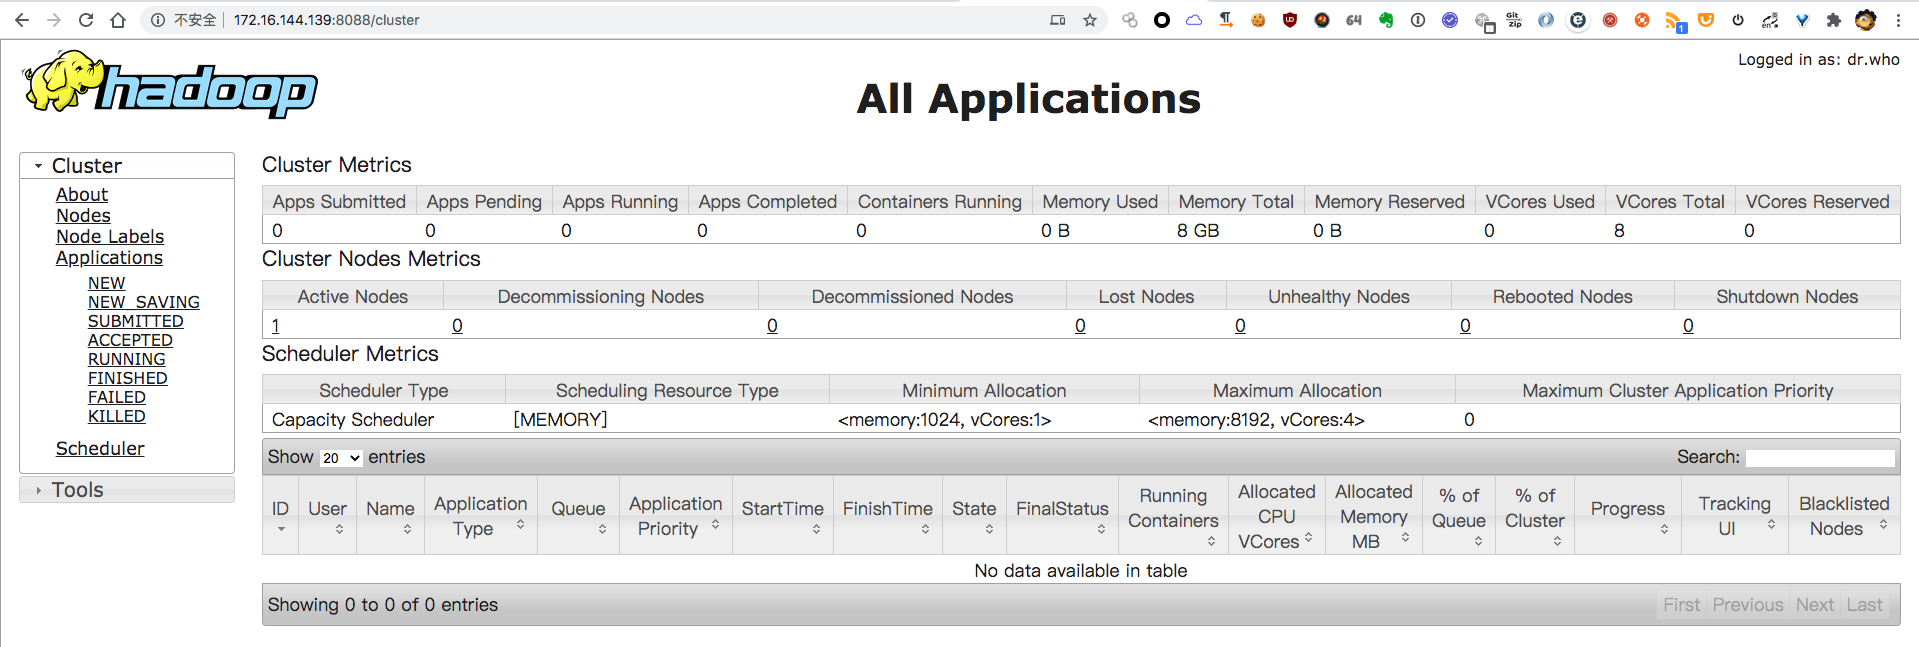 不安全 172.16.144.139:8088/cluster
Logged in as: dr.who
hadoop
All Applications
Cluster
About
Nodes
Node Labels
Applications
NEW
NEW_SAVING
SUBMITTED
ACCEPTED
RUNNING
FINISHED
FAILED
KILLED
Scheduler
Tools
Cluster Metrics
Apps Submitted Apps Pending Apps Running Apps Completed Containers Running Memory Used Memory Total Memory Reserved VCores Used VCores Total VCores Reserved
0 0 0 0 0 0 B 8 GB 0 B 0 8 0
Cluster Nodes Metrics
Active Nodes Decommissioning Nodes Decommissioned Nodes Lost Nodes Unhealthy Nodes Rebooted Nodes Shutdown Nodes
1 0 0 0 0 0 0
Scheduler Metrics
Scheduler Type Scheduling Resource Type Minimum Allocation Maximum Allocation Maximum Cluster Application Priority
Capacity Scheduler [MEMORY] <memory:1024, vCores:1> <memory:8192, vCores:4> 0
Show 20 entries Search:
ID User Name Application Type Queue Application Priority StartTime FinishTime State FinalStatus Running Containers Allocated CPU VCores Allocated Memory MB % of Queue % of Cluster Progress Tracking UI Blacklisted Nodes
No data available in table
Showing 0 to 0 of 0 entries First Previous Next Last